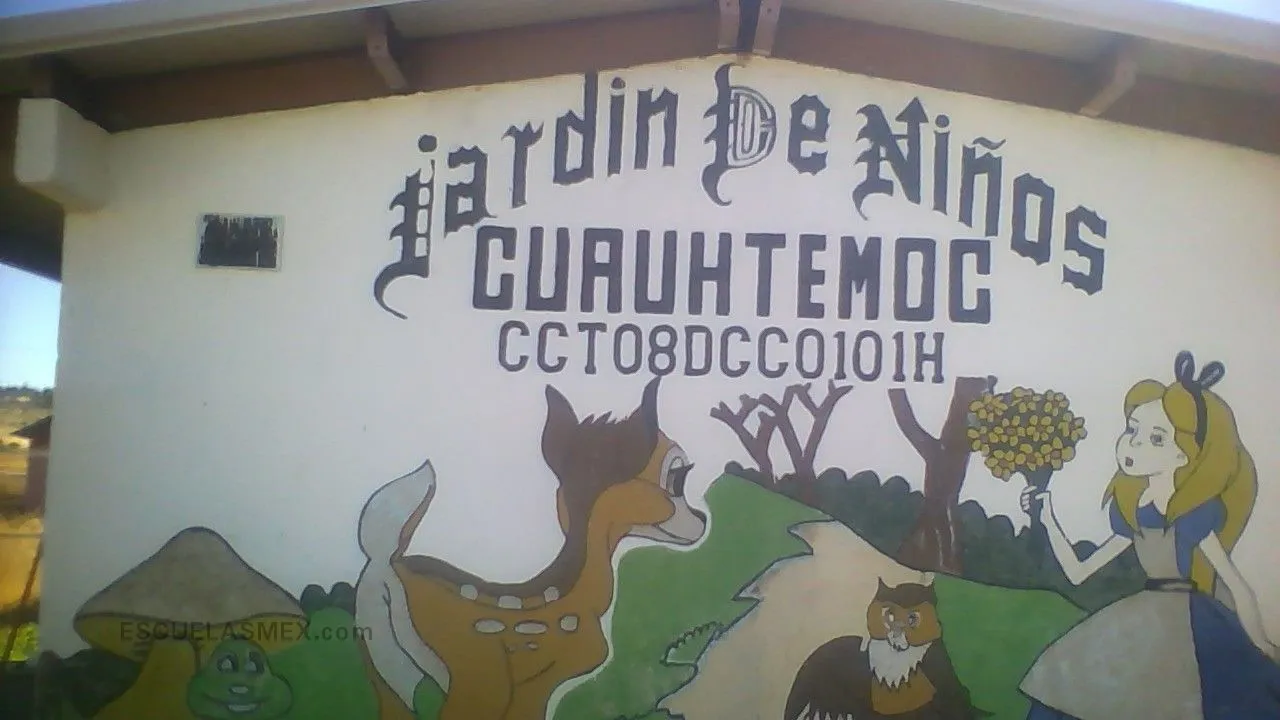 Jardin De Niños
CUAUHTEMOC
CCT08DCC0101H
ESCUELASMEX.com